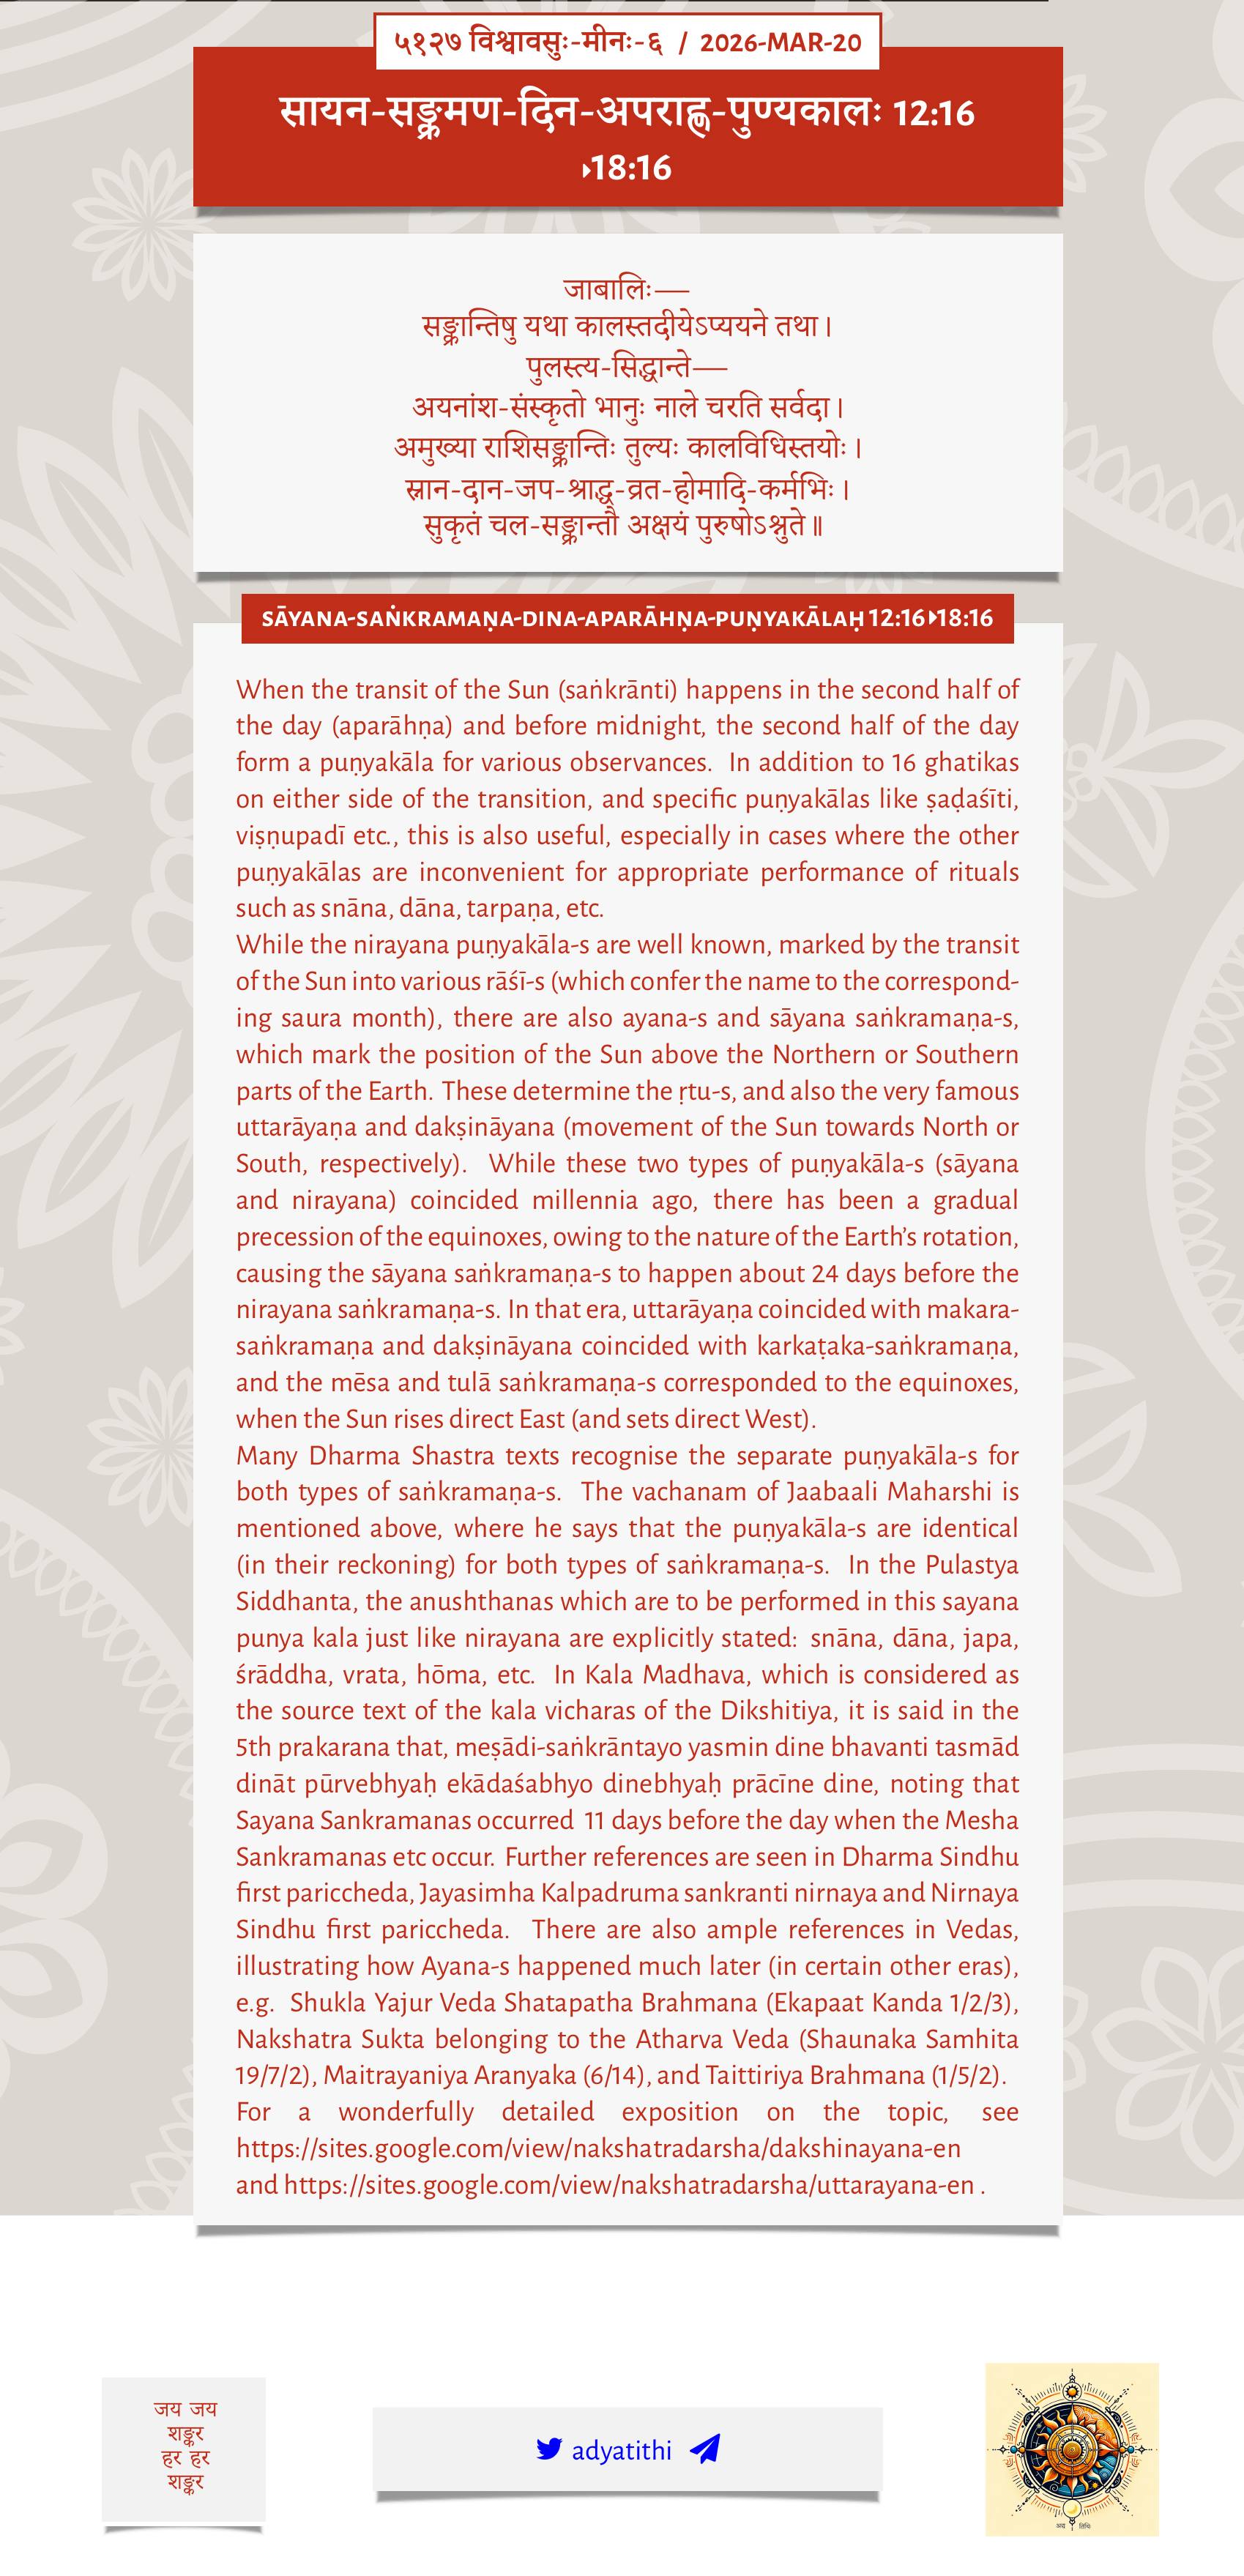 ५१२७ विश्वावसुः-मीनः-६ / 2026-MAR-20
सायन-सङ्क्रमण-दिन-अपराह्ण-पुण्यकालः 12:16
▸18:16
जाबालिः—
सङ्क्रान्तिषु यथा कालस्तदीयेऽप्ययने तथा।
पुलस्त्य-सिद्धान्ते—
अयनांश-संस्कृतो भानुः नाले चरति सर्वदा।
अमुख्या राशिसङ्क्रान्तिः तुल्यः कालविधिस्तयोः।
स्नान-दान-जप-श्राद्ध-व्रत-होमादि-कर्मभिः।
सुकृतं चल-सङ्क्रान्तौ अक्षयं पुरुषोऽश्नुते॥
SĀYANA-SAṄKRAMAṆA-DINA-APARĀHṆA-PUṆYAKĀLAḤ 12:16▸18:16
When the transit of the Sun (saṅkrānti) happens in the second half of
the day (aparāhṇa) and before midnight, the second half of the day
form a puṇyakāla for various observances. In addition to 16 ghatikas
on either side of the transition, and specific puṇyakālas like ṣaḍaśīti,
viṣṇupadī etc., this is also useful, especially in cases where the other
puṇyakālas are inconvenient for appropriate performance of rituals
such as snāna, dāna, tarpaṇa, etc.
While the nirayana puṇyakāla-s are well known, marked by the transit
of the Sun into various rāśī-s (which confer the name to the correspond-
ing saura month), there are also ayana-s and sāyana saṅkramaṇa-s,
which mark the position of the Sun above the Northern or Southern
parts of the Earth. These determine the ṛtu-s, and also the very famous
uttarāyaṇa and dakṣināyana (movement of the Sun towards North or
South, respectively). While these two types of puṇyakāla-s (sāyana
and nirayana) coincided millennia ago, there has been a gradual
precession of the equinoxes, owing to the nature of the Earth’s rotation,
causing the sāyana saṅkramaṇa-s to happen about 24 days before the
nirayana saṅkramaṇa-s. In that era, uttarāyaṇa coincided with makara-
saṅkramaṇa and dakṣināyana coincided with karkaṭaka-saṅkramaṇa,
and the mēsa and tulā saṅkramaṇa-s corresponded to the equinoxes,
when the Sun rises direct East (and sets direct West).
Many Dharma Shastra texts recognise the separate puṇyakāla-s for
both types of saṅkramaṇa-s. The vachanam of Jaabaali Maharshi is
mentioned above, where he says that the puṇyakāla-s are identical
(in their reckoning) for both types of saṅkramaṇa-s. In the Pulastya
Siddhanta, the anushthanas which are to be performed in this sayana
punya kala just like nirayana are explicitly stated: snāna, dāna, japa,
śrāddha, vrata, hōma, etc. In Kala Madhava, which is considered as
the source text of the kala vicharas of the Dikshitiya, it is said in the
5th prakarana that, meṣādi-saṅkrāntayo yasmin dine bhavanti tasmād
dināt pūrvebhyaḥ ekādaśabhyo dinebhyaḥ prācīne dine, noting that
Sayana Sankramanas occurred 11 days before the day when the Mesha
Sankramanas etc occur. Further references are seen in Dharma Sindhu
first pariccheda, Jayasimha Kalpadruma sankranti nirnaya and Nirnaya
Sindhu first pariccheda. There are also ample references in Vedas,
illustrating how Ayana-s happened much later (in certain other eras),
e.g. Shukla Yajur Veda Shatapatha Brahmana (Ekapaat Kanda 1/2/3),
Nakshatra Sukta belonging to the Atharva Veda (Shaunaka Samhita
19/7/2), Maitrayaniya Aranyaka (6/14), and Taittiriya Brahmana (1/5/2).
For a wonderfully detailed exposition on the topic, see
https://sites.google.com/view/nakshatradarsha/dakshinayana-en
and https://sites.google.com/view/nakshatradarsha/uttarayana-en .
जय जय
शङ्कर
हर हर
शङ्कर
adyatithi
अद्य तिथि